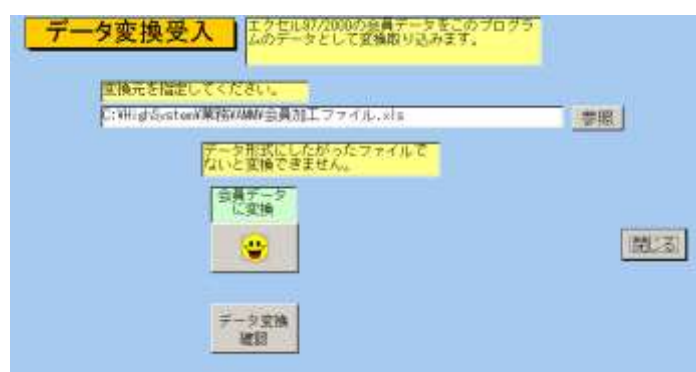 データ変換受入
エクセル97/2000の会員データをこのプログラ
ムのデータとして変換取り込みます。
変換元を指定してください。
C:¥HighSystem¥業務¥AMM¥会員加工ファイル.xls
参照
データ形式にしたがったファイルで
ないと変換できません。
会員データ
に変換
閉じる
データ変換
確認